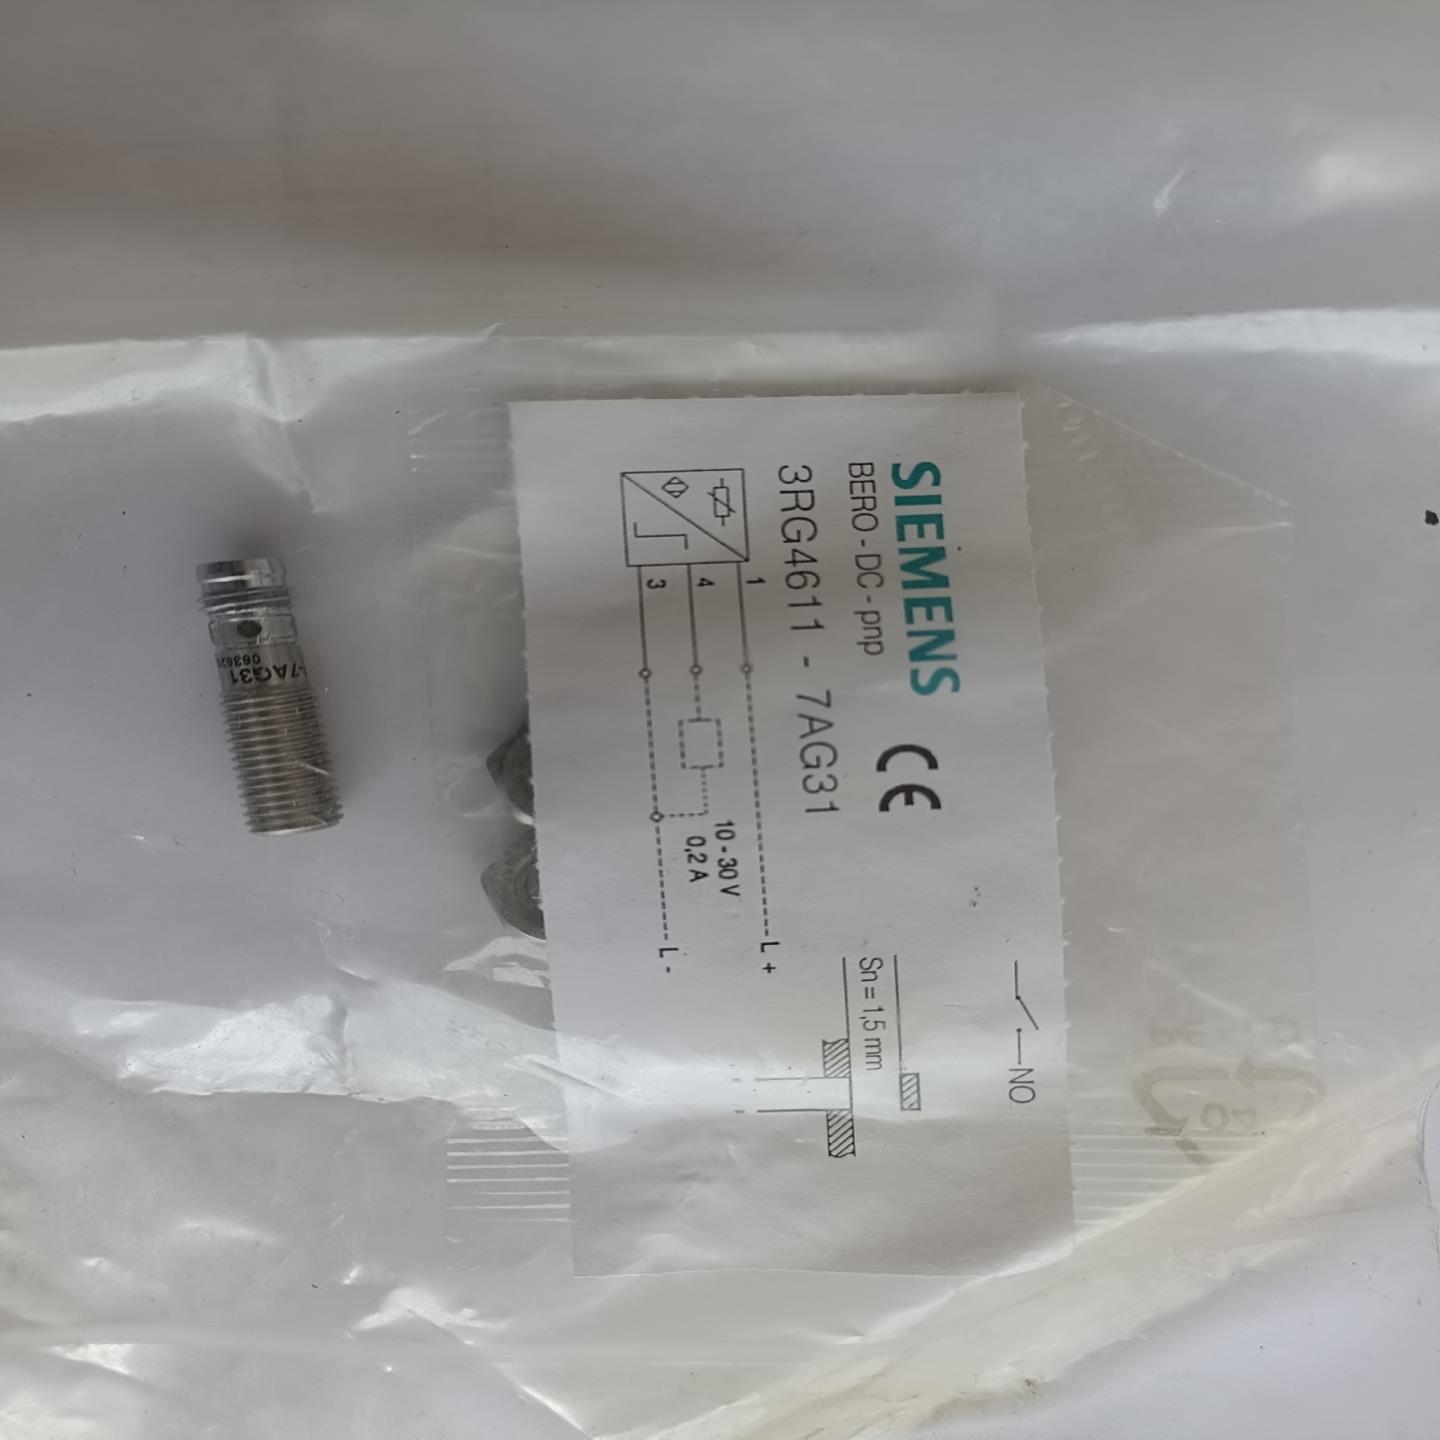 SIEMENS CE
BERO - DC - pnp
3RG4611 - 7AG31
NO
Sn = 1,5 mm
1
4
3
10 - 30 V
0,2 A
L +
L -
-7AG31